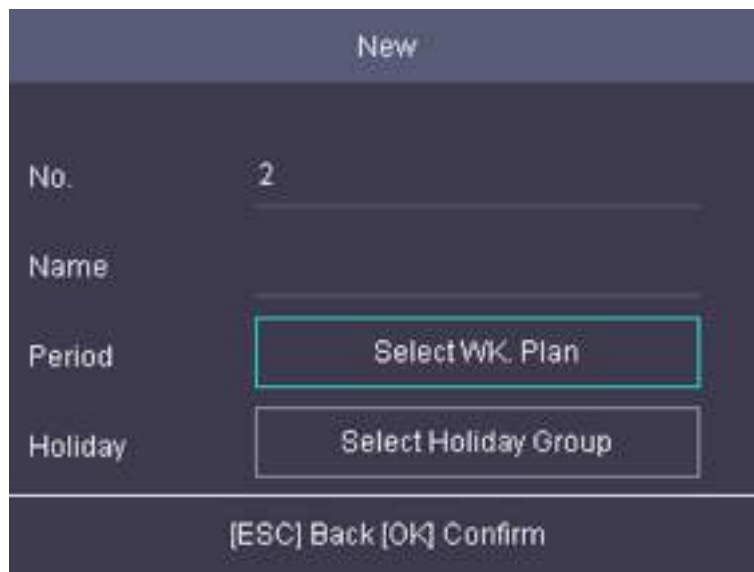 New
No. 2
Name
Period Select WK. Plan
Holiday Select Holiday Group
[ESC] Back [OK] Confirm